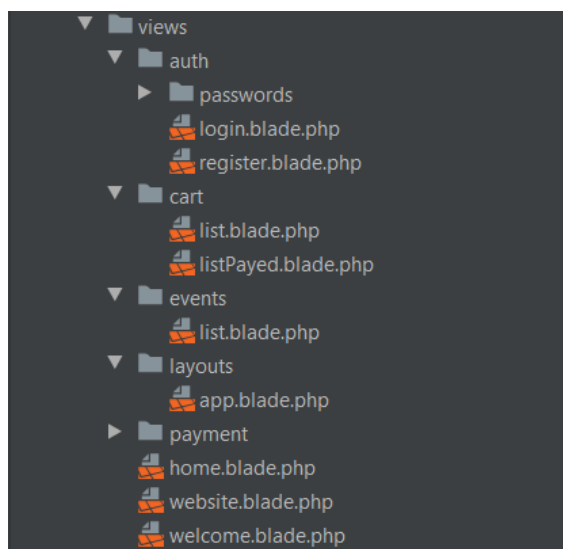 views
auth
passwords
login.blade.php
register.blade.php
cart
list.blade.php
listPayed.blade.php
events
list.blade.php
layouts
app.blade.php
payment
home.blade.php
website.blade.php
welcome.blade.php